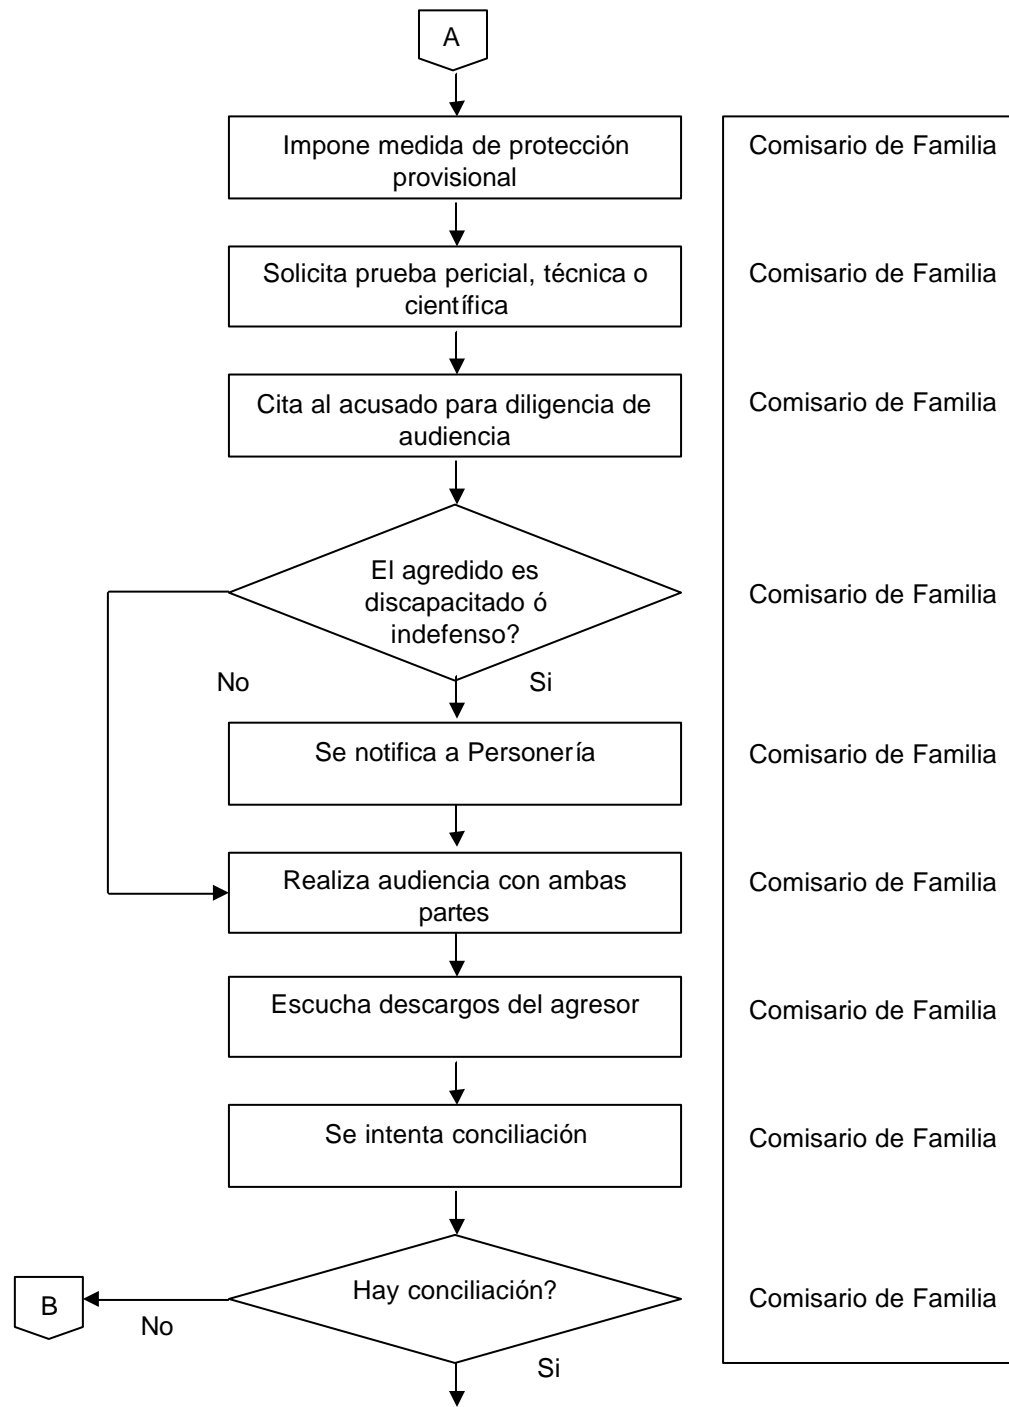 A
Impone medida de protección
provisional
Comisario de Familia
Solicita prueba pericial, técnica o
científica
Comisario de Familia
Cita al acusado para diligencia de
audiencia
Comisario de Familia
El agredido es
discapacitado ó
indefenso?
Comisario de Familia
No
Si
Se notifica a Personería
Comisario de Familia
Realiza audiencia con ambas
partes
Comisario de Familia
Escucha descargos del agresor
Comisario de Familia
Se intenta conciliación
Comisario de Familia
Hay conciliación?
Comisario de Familia
B
No
Si